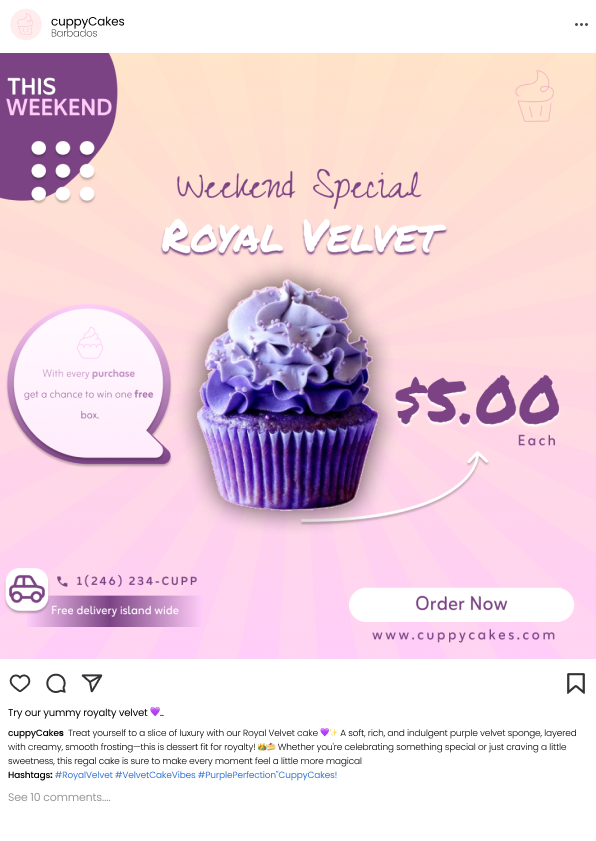 cuppyCakes
Barbados
THIS
WEEKEND
Weekend Special
ROYAL VELVET
With every purchase
get a chance to win one free
box.
$5.00
Each
1(246) 234-CUPP
Free delivery island wide
Order Now
www.cuppycakes.com
Try our yummy royalty velvet 💜..
cuppyCakes Treat yourself to a slice of luxury with our Royal Velvet cake 💜✨ A soft, rich, and indulgent purple velvet sponge, layered
with creamy, smooth frosting—this is dessert fit for royalty! 👑🍰 Whether you're celebrating something special or just craving a little
sweetness, this regal cake is sure to make every moment feel a little more magical
Hashtags: #RoyalVelvet #VelvetCakeVibes #PurplePerfection"CuppyCakes!
See 10 comments....